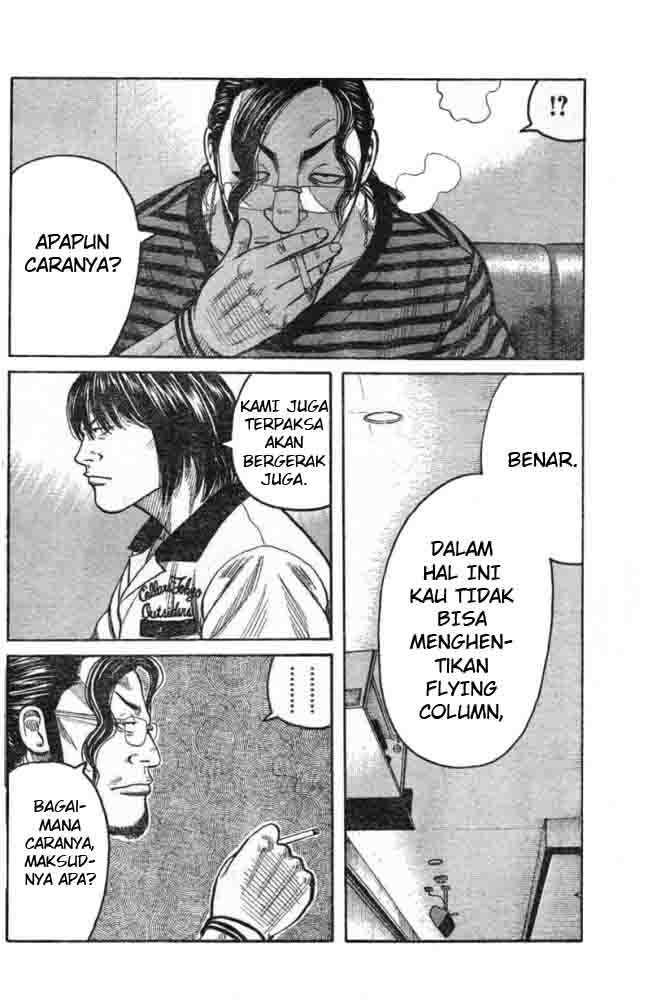 !?
APAPUN
CARANYA?
BENAR.
DALAM
HAL INI
KAU TIDAK
BISA
MENGHEN-
TIKAN
FLYING
COLUMN,
KAMI JUGA
TERPAKSA
AKAN
BERGERAK
JUGA.
Outsiders
........
BAGAI-
MANA
CARANYA,
MAKSUD-
NYA APA?